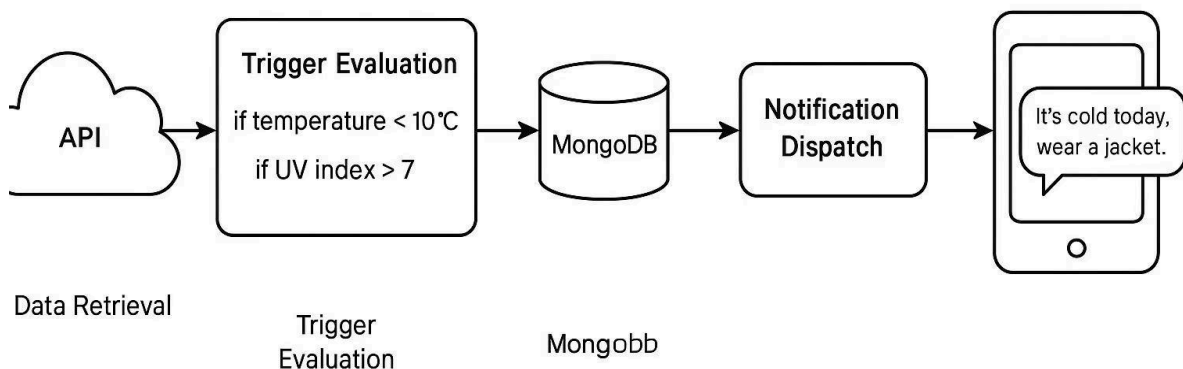 API
Trigger Evaluation
if temperature < 10°C
if UV index > 7
MongoDB
Notification
Dispatch
It's cold today,
wear a jacket.
Data Retrieval
Trigger
Evaluation
Mongobb